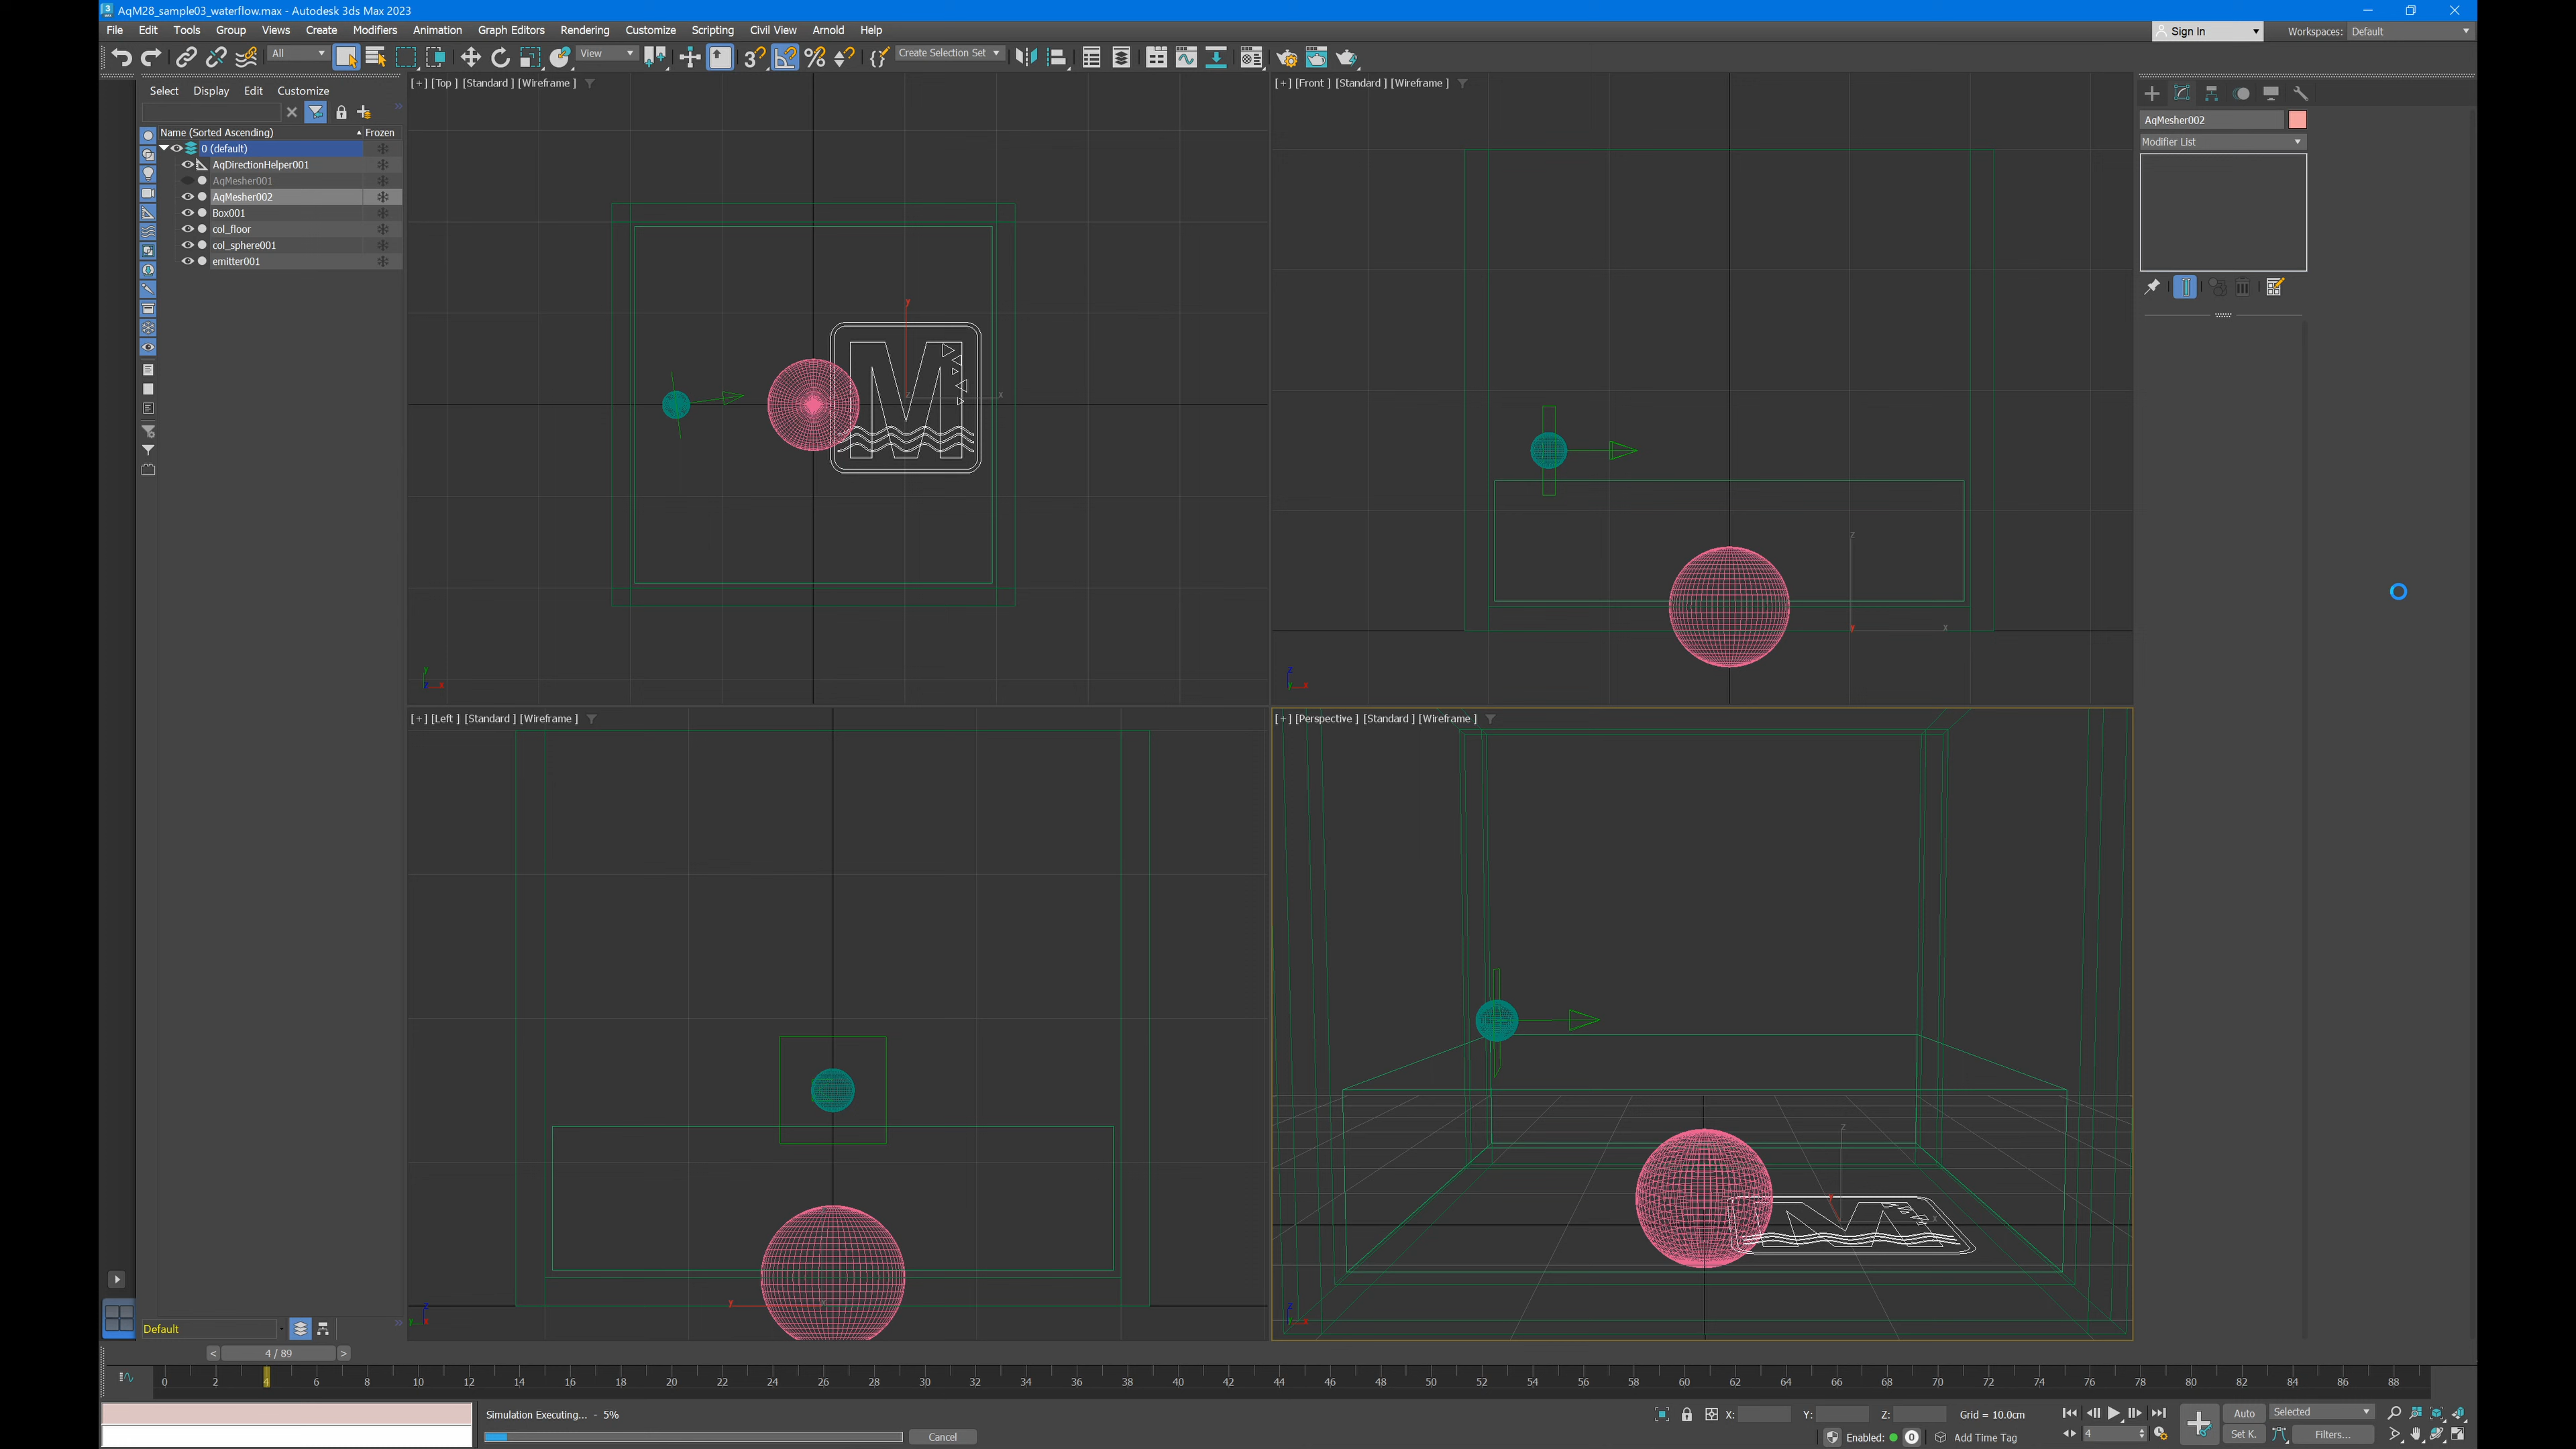 AqM28_sample03_waterflow.max - Autodesk 3ds Max 2023
File Edit Tools Group Views Create Modifiers Animation Graph Editors Rendering Customize Scripting Civil View Arnold Help
Sign In Workspaces: Default
All View Create Selection Set
Select Display Edit Customize
Name (Sorted Ascending) Frozen
0 (default)
AqDirectionHelper001
AqMesher001
AqMesher002
Box001
col_floor
col_sphere001
emitter001
[+] [Top ] [Standard ] [Wireframe ]
[+] [Front ] [Standard ] [Wireframe ]
AqMesher002
Modifier List
[+] [Left ] [Standard ] [Wireframe ]
[+] [Perspective ] [Standard ] [Wireframe ]
Default
< 4 / 89 >
0 2 4 6 8 10 12 14 16 18 20 22 24 26 28 30 32 34 36 38 40 42 44 46 48 50 52 54 56 58 60 62 64 66 68 70 72 74 76 78 80 82 84 86 88
Simulation Executing... - 5%
X: Y: Z: Grid = 10.0cm
Auto Selected
Cancel
Enabled: 0 Add Time Tag
4
Set K. Filters...